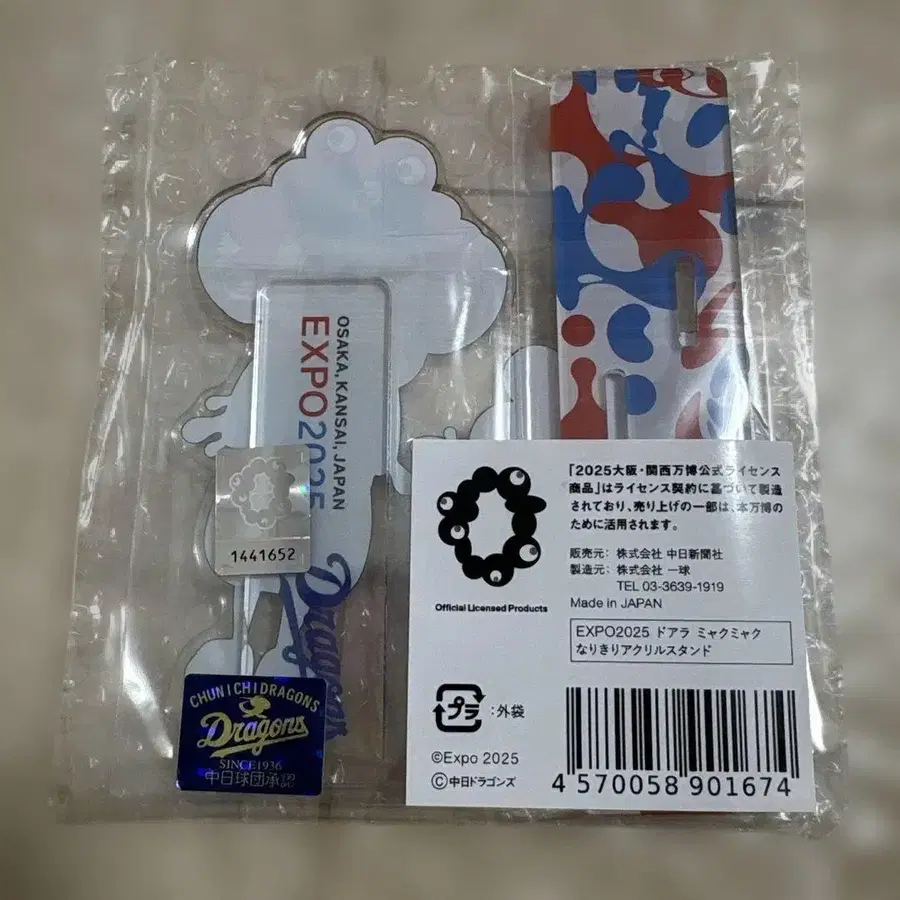 OSAKA, KANSAI, JAPAN
EXPO2025
1441652
Dragons
CHUNICHI DRAGONS
Dragons
SINCE1936
中日球団承認
「2025大阪・関西万博公式ライセンス
商品」はライセンス契約に基づいて製造
されており、売り上げの一部は、本万博の
ために活用されます。
Official Licensed Products
販売元: 株式会社 中日新聞社
製造元: 株式会社 一球
TEL 03-3639-1919
Made in JAPAN
EXPO2025 ドアラ ミャクミャク
なりきりアクリルスタンド
プラ :外袋
©Expo 2025
©中日ドラゴンズ
4 570058 901674